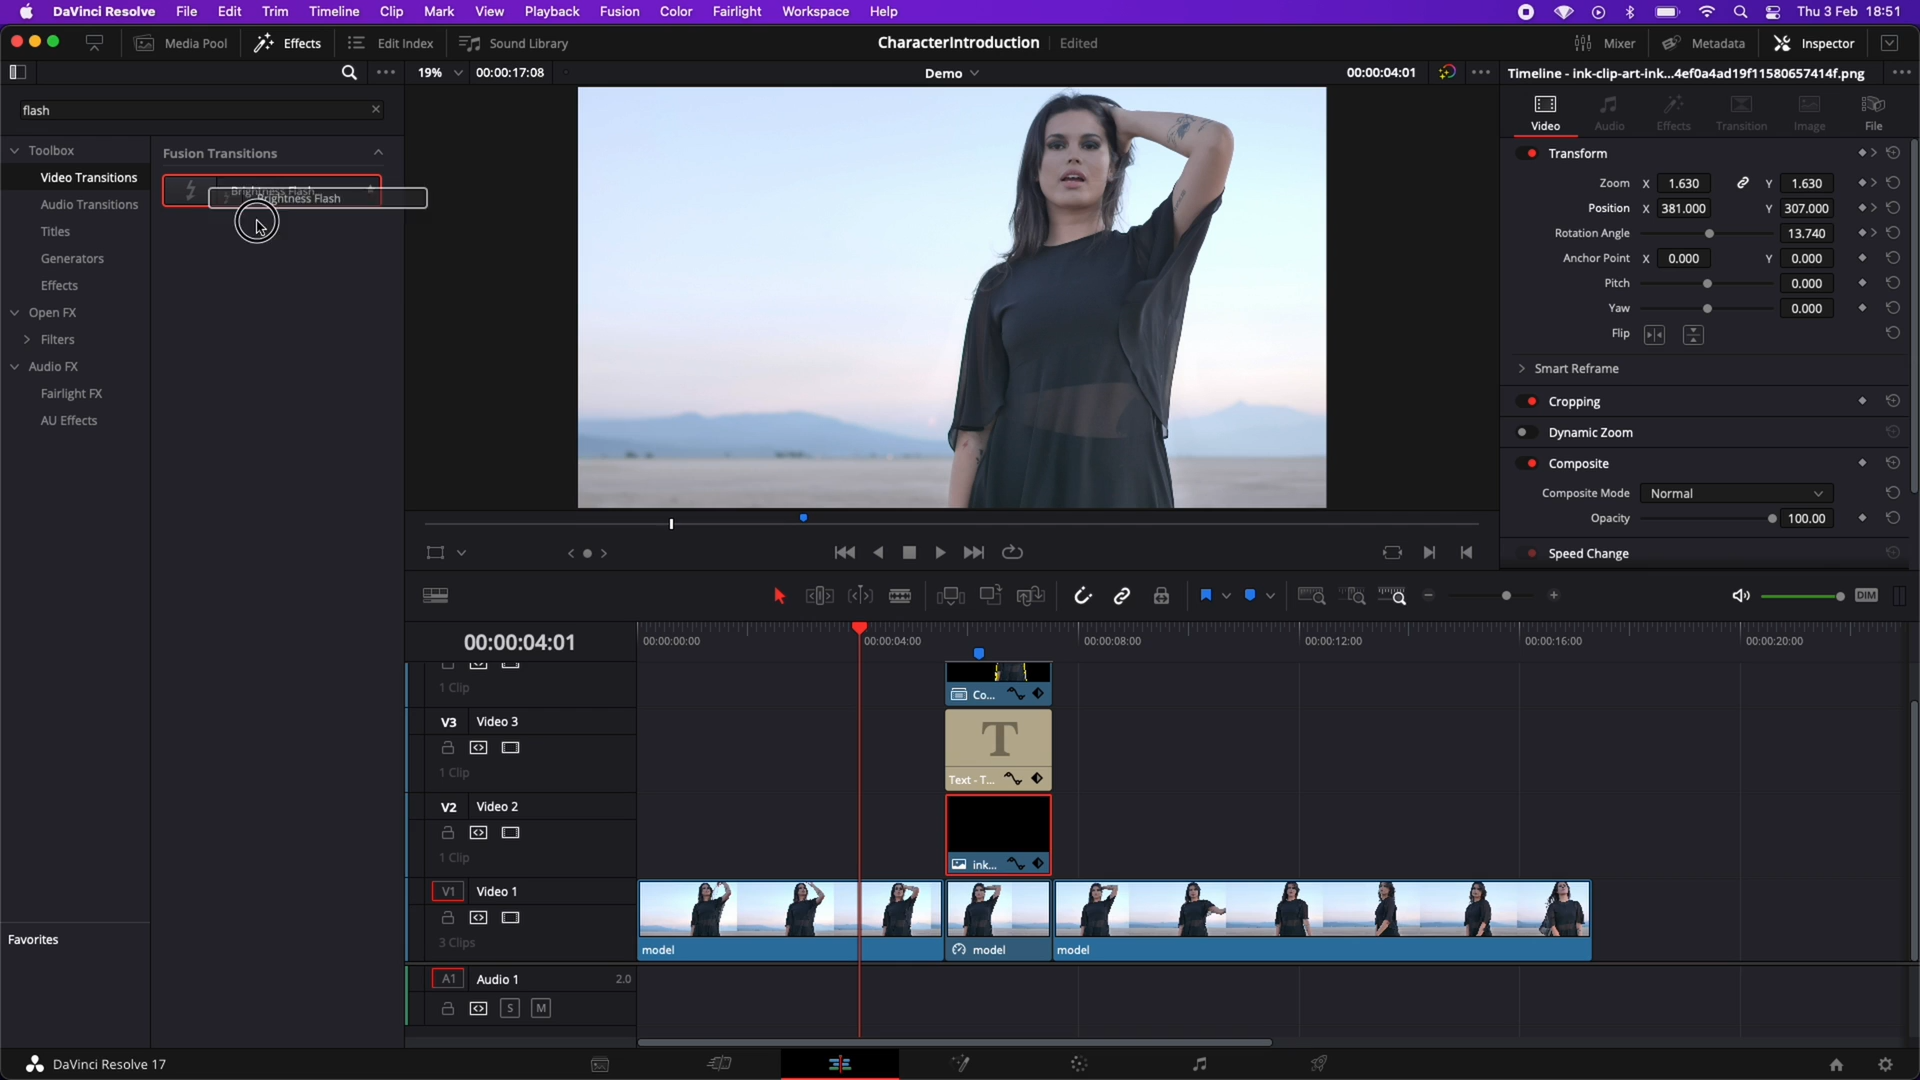 DaVinci Resolve File Edit Trim Timeline Clip Mark View Playback Fusion Color Fairlight Workspace Help Thu 3 Feb 18:51
Media Pool Effects Edit Index Sound Library CharacterIntroduction Edited Mixer Metadata Inspector
19% 00:00:17:08 Demo 00:00:04:01 Timeline - ink-clip-art-ink...4ef0a4ad19f11580657414f.png
flash
Toolbox
Video Transitions
Audio Transitions
Titles
Generators
Effects
Open FX
Filters
Audio FX
Fairlight FX
AU Effects
Favorites
Fusion Transitions
Brightness Flash
Brightness Flash
Video Audio Effects Transition Image File
Transform
Zoom X 1.630 Y 1.630
Position X 381.000 Y 307.000
Rotation Angle 13.740
Anchor Point X 0.000 Y 0.000
Pitch 0.000
Yaw 0.000
Flip
Smart Reframe
Cropping
Dynamic Zoom
Composite
Composite Mode Normal
Opacity 100.00
Speed Change
DIM
00:00:04:01 00:00:00:00 00:00:04:00 00:00:08:00 00:00:12:00 00:00:16:00 00:00:20:00
1 Clip Co...
V3 Video 3
1 Clip T Text - T...
V2 Video 2
1 Clip ink...
V1 Video 1
3 Clips model model model
A1 Audio 1 2.0
S M
DaVinci Resolve 17